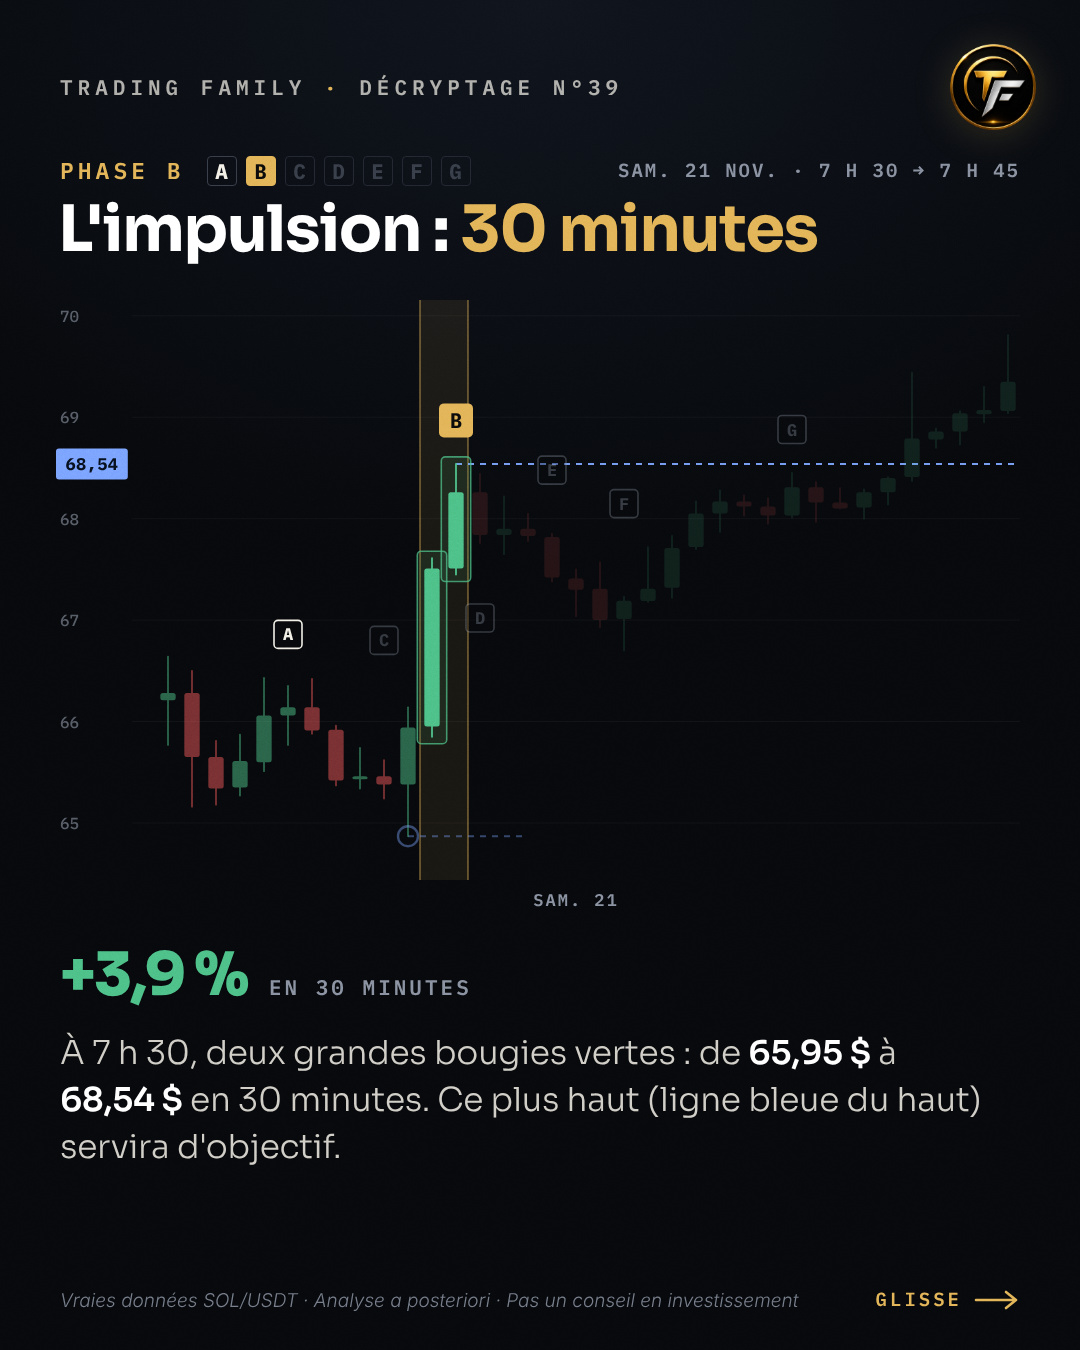 TRADING FAMILY · DÉCRYPTAGE N°39
TF
PHASE B A B C D E F G
SAM. 21 NOV. · 7 H 30 → 7 H 45
L'impulsion : 30 minutes
70
69
B
G
68,54
E
68
F
67
A
C
D
66
65
SAM. 21
+3,9 % EN 30 MINUTES
À 7 h 30, deux grandes bougies vertes : de 65,95 $ à
68,54 $ en 30 minutes. Ce plus haut (ligne bleue du haut)
servira d'objectif.
Vraies données SOL/USDT · Analyse a posteriori · Pas un conseil en investissement
GLISSE →